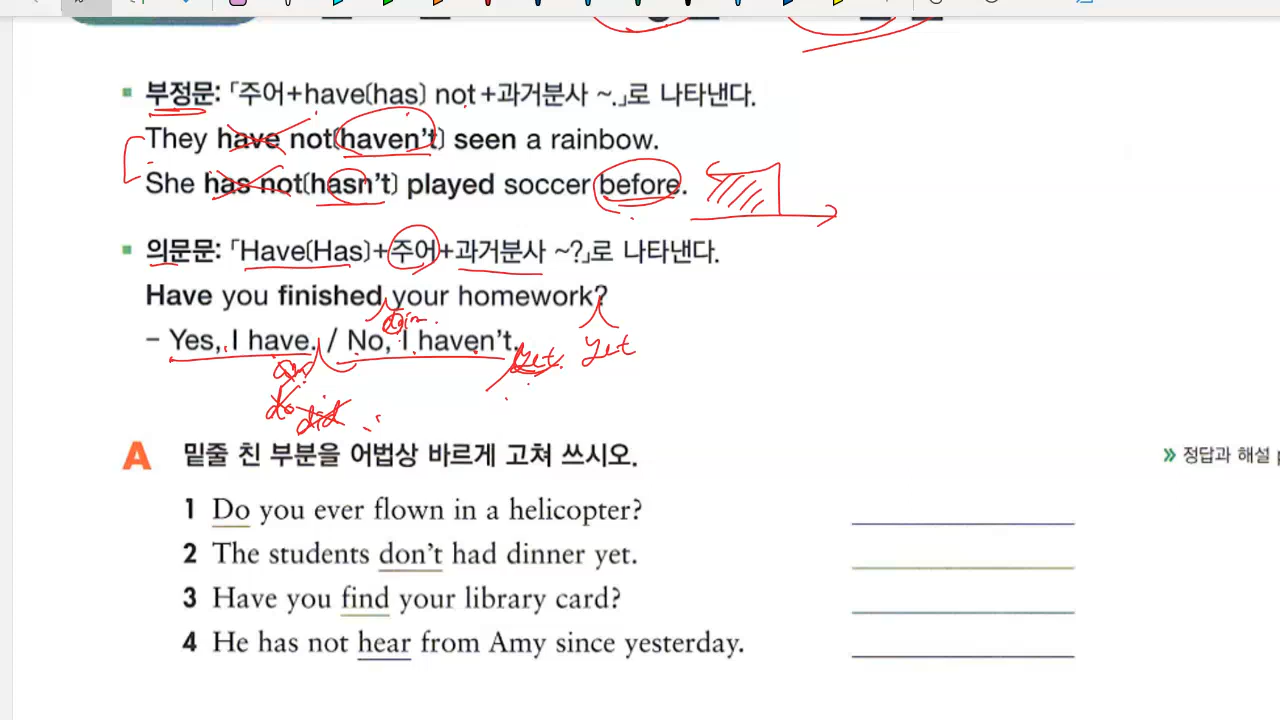 부정문: 「주어+have(has) not +과거분사 ~.」로 나타낸다.
They have not(haven't) seen a rainbow.
She has not(hasn't) played soccer before.
의문문: 「Have(Has)+주어+과거분사 ~?」로 나타낸다.
Have you finished your homework?
doin
– Yes, I have. / No, I haven't.
yet. yet
do did
A 밑줄 친 부분을 어법상 바르게 고쳐 쓰시오.
» 정답과 해설 p
1 Do you ever flown in a helicopter?
2 The students don't had dinner yet.
3 Have you find your library card?
4 He has not hear from Amy since yesterday.